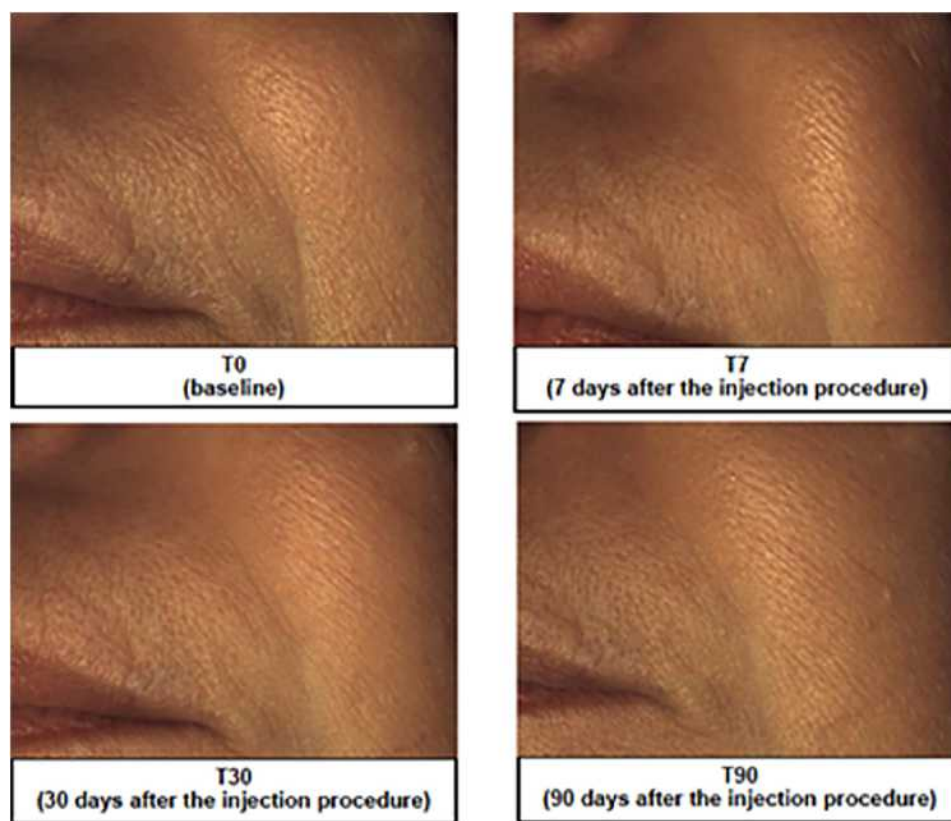 T0
(baseline)
T7
(7 days after the injection procedure)
T30
(30 days after the injection procedure)
T90
(90 days after the injection procedure)